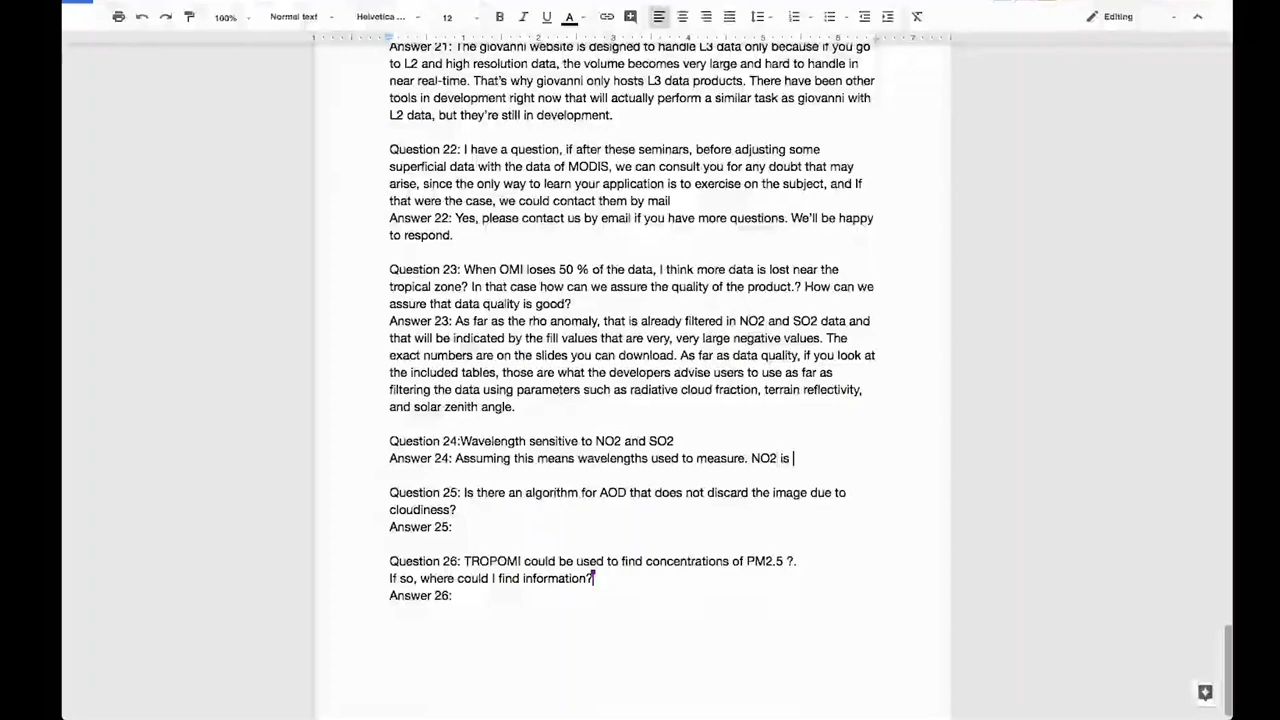 100%
Normal text
Helvetica ...
12
B I U A
Editing
1 1 2 3 4 5 6 7
Answer 21: The giovanni website is designed to handle L3 data only because if you go
to L2 and high resolution data, the volume becomes very large and hard to handle in
near real-time. That's why giovanni only hosts L3 data products. There have been other
tools in development right now that will actually perform a similar task as giovanni with
L2 data, but they're still in development.
Question 22: I have a question, if after these seminars, before adjusting some
superficial data with the data of MODIS, we can consult you for any doubt that may
arise, since the only way to learn your application is to exercise on the subject, and If
that were the case, we could contact them by mail
Answer 22: Yes, please contact us by email if you have more questions. We'll be happy
to respond.
Question 23: When OMI loses 50 % of the data, I think more data is lost near the
tropical zone? In that case how can we assure the quality of the product.? How can we
assure that data quality is good?
Answer 23: As far as the rho anomaly, that is already filtered in NO2 and SO2 data and
that will be indicated by the fill values that are very, very large negative values. The
exact numbers are on the slides you can download. As far as data quality, if you look at
the included tables, those are what the developers advise users to use as far as
filtering the data using parameters such as radiative cloud fraction, terrain reflectivity,
and solar zenith angle.
Question 24:Wavelength sensitive to NO2 and SO2
Answer 24: Assuming this means wavelengths used to measure. NO2 is
Question 25: Is there an algorithm for AOD that does not discard the image due to
cloudiness?
Answer 25:
Question 26: TROPOMI could be used to find concentrations of PM2.5 ?.
If so, where could I find information?
Answer 26: